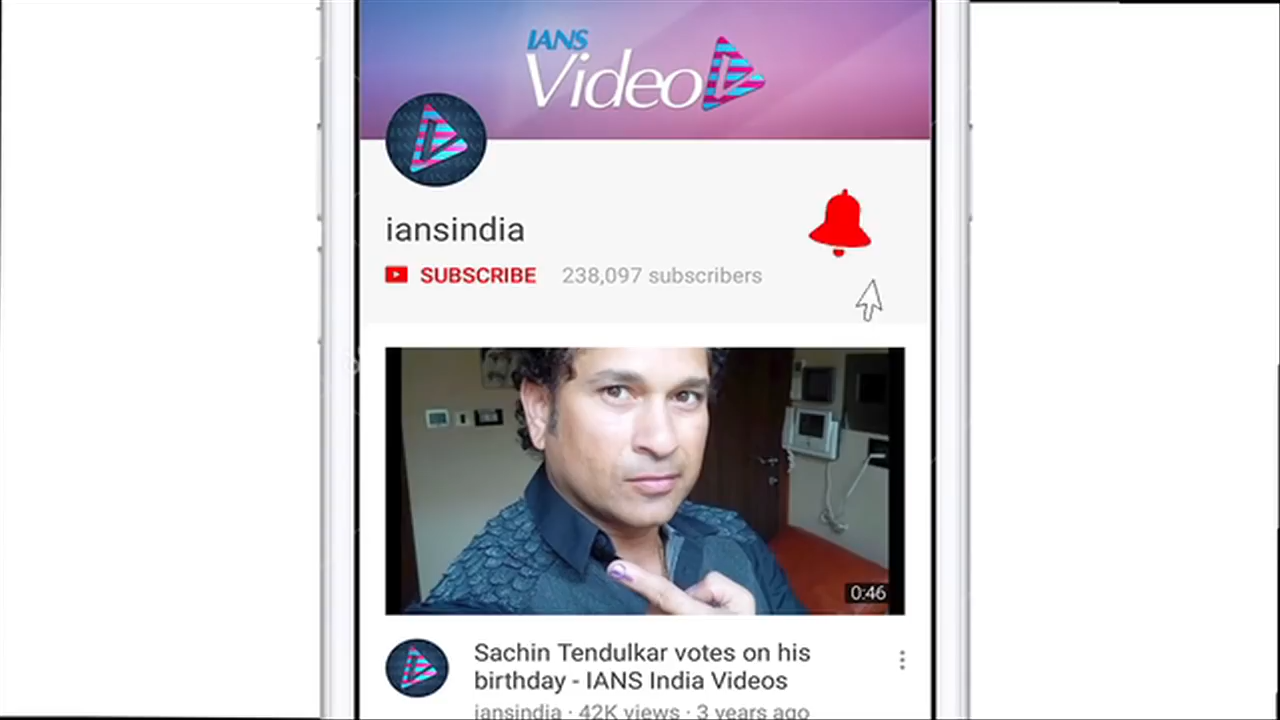 IANS
Video
iansindia
SUBSCRIBE 238,097 subscribers
0:46
Sachin Tendulkar votes on his
birthday - IANS India Videos
iansindia · 42K views · 3 years ago